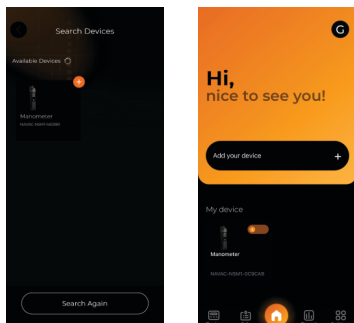 Search Devices
Available Devices
Manometer
Search Again
G
Hi,
nice to see you!
Add your device
My device
Manometer